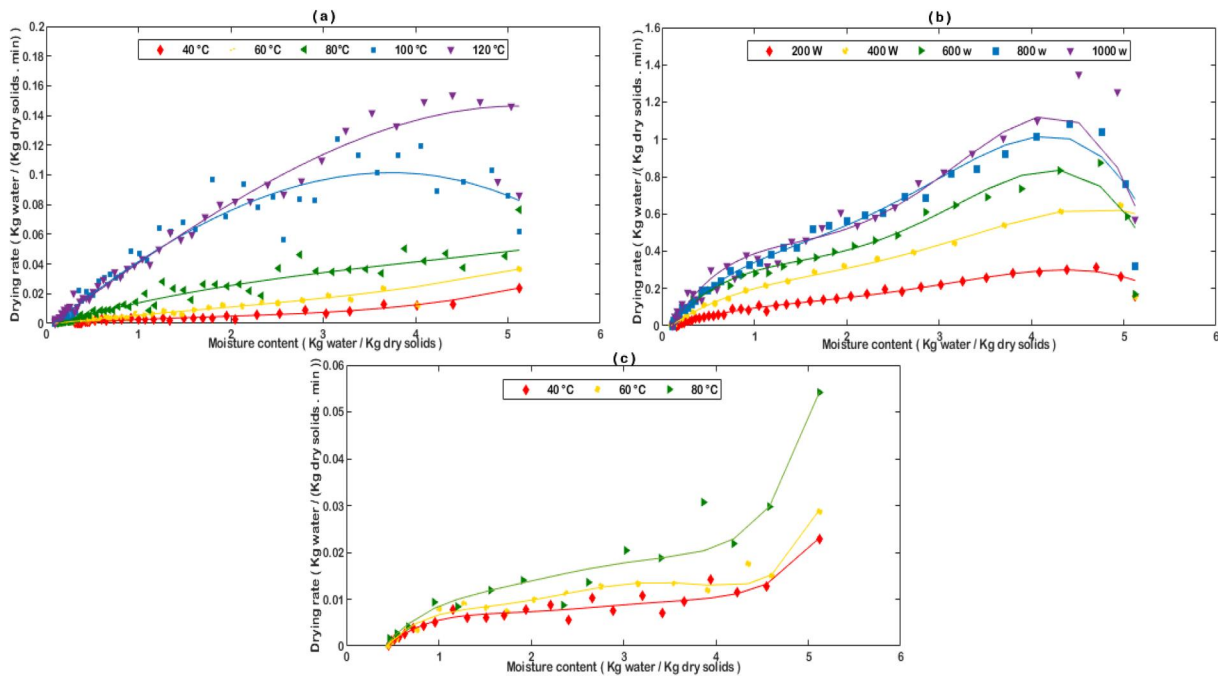 (a)
0.2
0.18
0.16
0.14
0.12
0.1
0.08
0.06
0.04
0.02
0
Drying rate ( Kg water / (Kg dry solids . min))
40 °C 60 °C 80°C 100 °C 120 °C
0 1 2 3 4 5 6
Moisture content ( Kg water / Kg dry solids )
(b)
1.6
1.4
1.2
1.0
0.8
0.6
0.4
0.2
0.0
Drying rate ( Kg water /( Kg dry solids . min))
200 W 400 W 600 w 800 w 1000 w
0 1 2 3 4 5 6
Moisture content ( Kg water / Kg dry solids )
(c)
0.06
0.05
0.04
0.03
0.02
0.01
0
Drying rate ( Kg water / (Kg dry solids . min ))
40 °C 60 °C 80 °C
0 1 2 3 4 5 6
Moisture content ( Kg water / Kg dry solids )